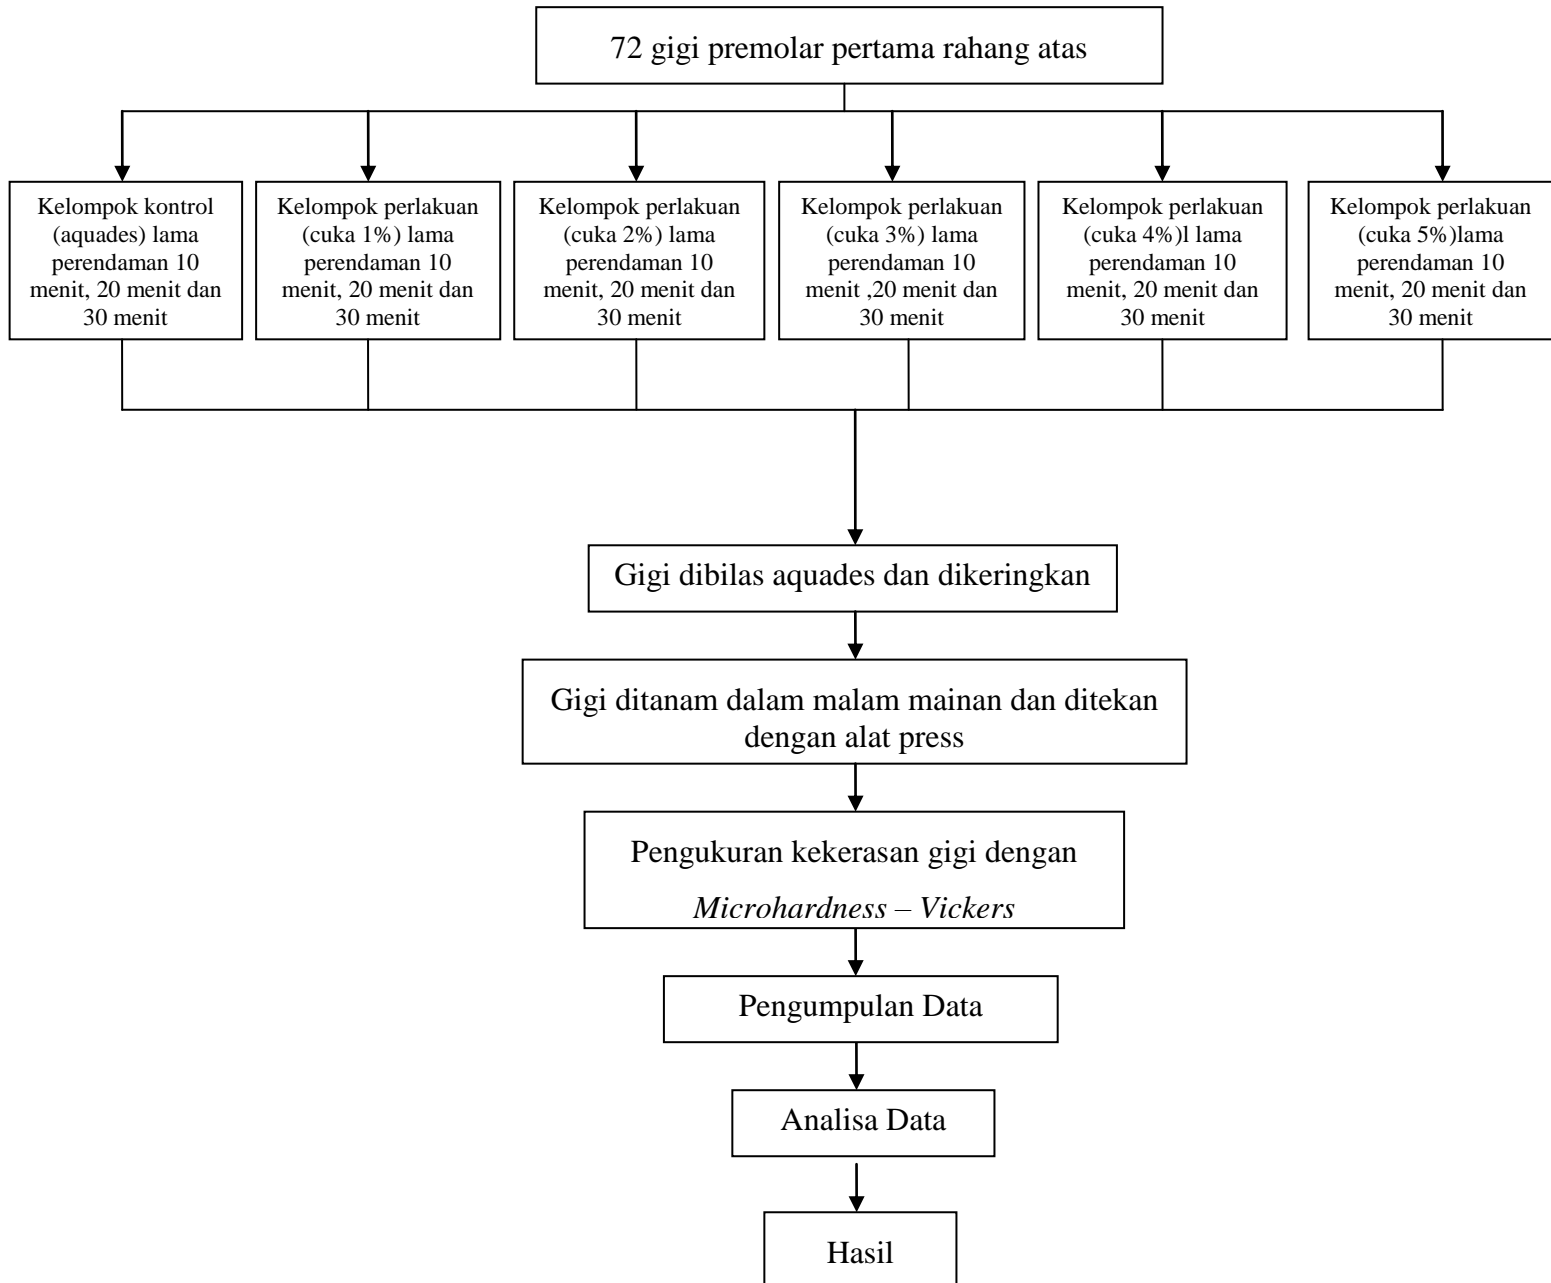 72 gigi premolar pertama rahang atas
Kelompok kontrol
(aquades) lama
perendaman 10
menit, 20 menit dan
30 menit
Kelompok perlakuan
(cuka 1%) lama
perendaman 10
menit, 20 menit dan
30 menit
Kelompok perlakuan
(cuka 2%) lama
perendaman 10
menit, 20 menit dan
30 menit
Kelompok perlakuan
(cuka 3%) lama
perendaman 10
menit ,20 menit dan
30 menit
Kelompok perlakuan
(cuka 4%)l lama
perendaman 10
menit, 20 menit dan
30 menit
Kelompok perlakuan
(cuka 5%)lama
perendaman 10
menit, 20 menit dan
30 menit
Gigi dibilas aquades dan dikeringkan
Gigi ditanam dalam malam mainan dan ditekan
dengan alat press
Pengukuran kekerasan gigi dengan
Microhardness – Vickers
Pengumpulan Data
Analisa Data
Hasil